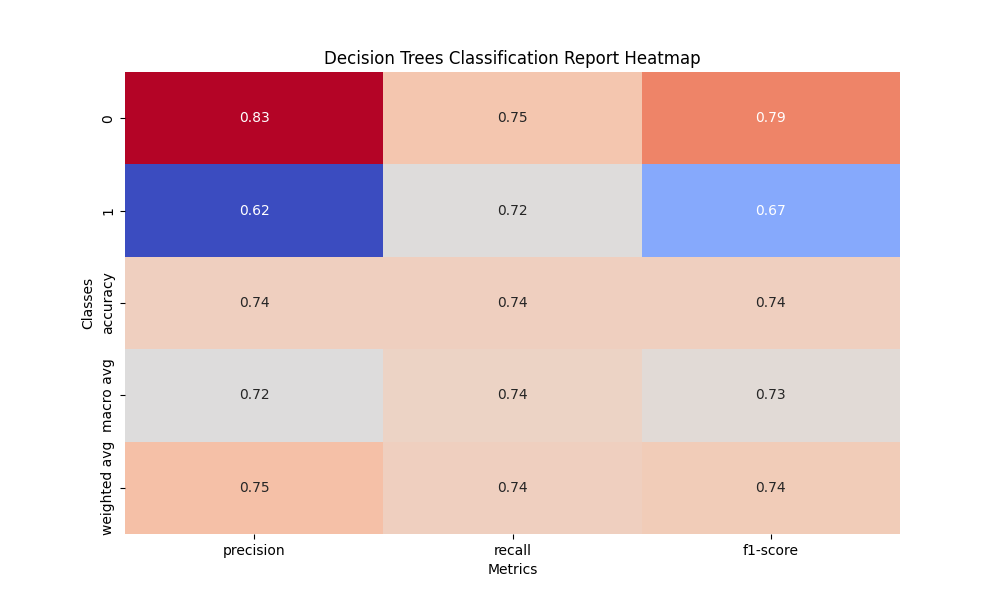 Decision Trees Classification Report Heatmap
0
0.83
0.75
0.79
1
0.62
0.72
0.67
Classes
accuracy
0.74
0.74
0.74
macro avg
0.72
0.74
0.73
weighted avg
0.75
0.74
0.74
precision
recall
f1-score
Metrics